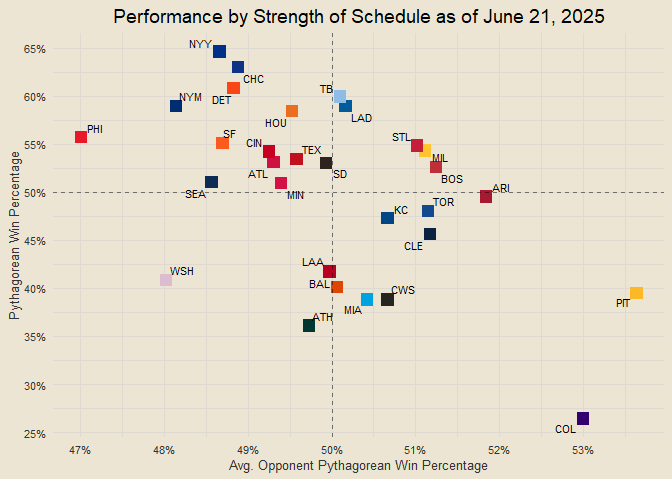 Performance by Strength of Schedule as of June 21, 2025
65%
60%
55%
50%
45%
40%
35%
30%
25%
Pythagorean Win Percentage
NYY
CHC
DET
NYM
TB
LAD
HOU
PHI
SF
STL
CIN
TEX
MIL
ATL
SD
BOS
SEA
MIN
ARI
KC
TOR
CLE
WSH
LAA
BAL
CWS
MIA
PIT
ATH
COL
47%
48%
49%
50%
51%
52%
53%
Avg. Opponent Pythagorean Win Percentage